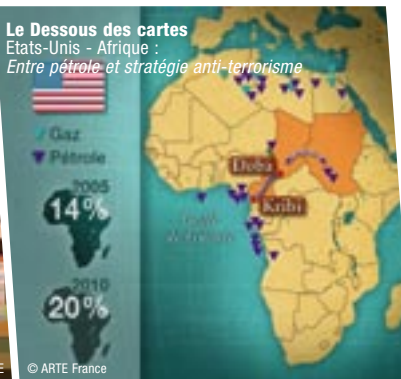 Le Dessous des cartes
Etats-Unis - Afrique :
Entre pétrole et stratégie anti-terrorisme
Gaz
Pétrole
2005
14%
2010
20%
Doba
Kribi
E
© ARTE France